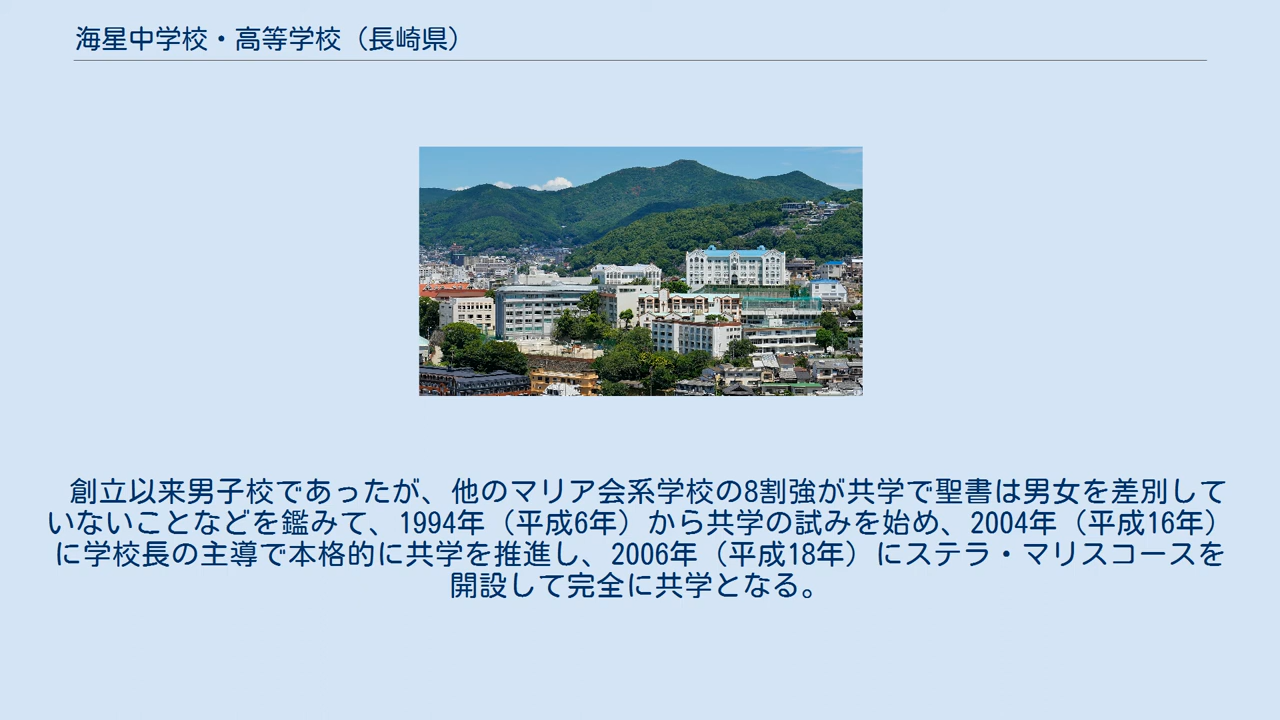 海星中学校・高等学校（長崎県）
創立以来男子校であったが、他のマリア会系学校の8割強が共学で聖書は男女を差別して
いないことなどを鑑みて、1994年（平成6年）から共学の試みを始め、2004年（平成16年）
に学校長の主導で本格的に共学を推進し、2006年（平成18年）にステラ・マリスコースを
開設して完全に共学となる。